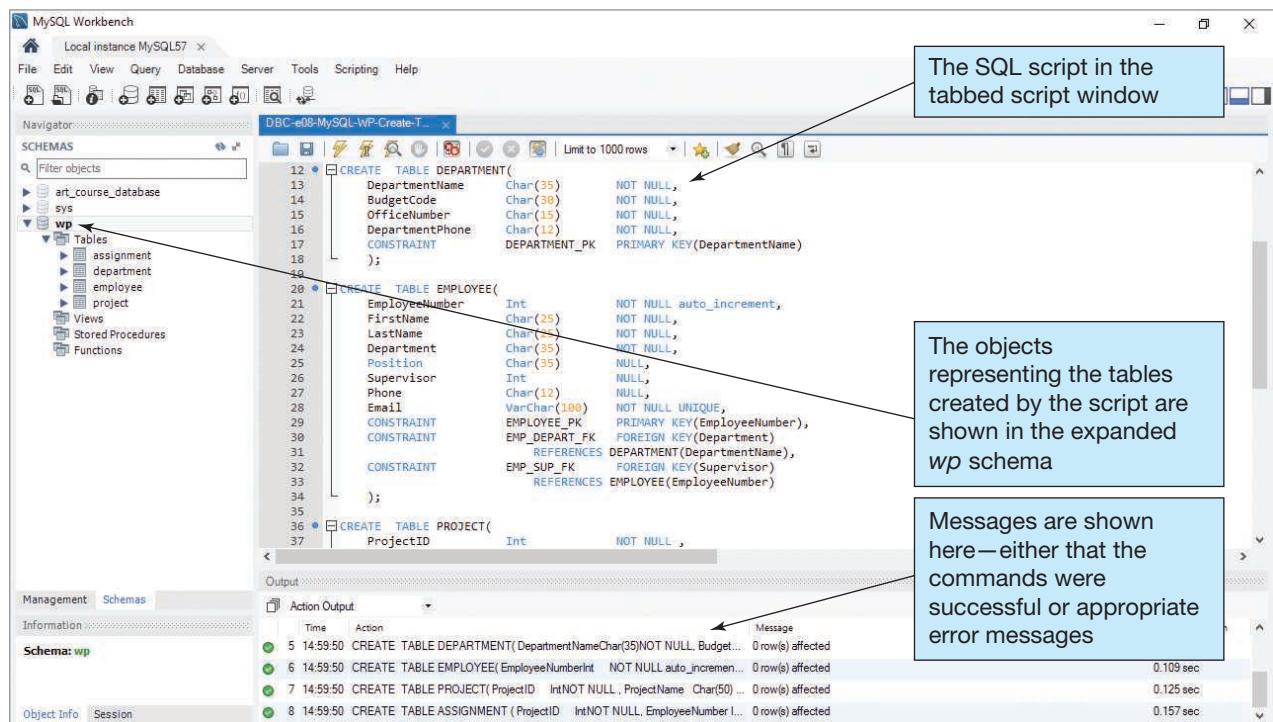 MySQL Workbench
Local instance MySQL57
File Edit View Query Database Server Tools Scripting Help
Navigator
SCHEMAS
Filter objects
art_course_database
sys
wp
Tables
assignment
department
employee
project
Views
Stored Procedures
Functions
Management Schemas
Information
Schema: wp
Object Info Session
DBC-e08-MySQL-WP-Create-T...
Limit to 1000 rows
12 CREATE TABLE DEPARTMENT(
13 DepartmentName Char(35) NOT NULL,
14 BudgetCode Char(30) NOT NULL,
15 OfficeNumber Char(15) NOT NULL,
16 DepartmentPhone Char(12) NOT NULL,
17 CONSTRAINT DEPARTMENT_PK PRIMARY KEY(DepartmentName)
18 );
19
20 CREATE TABLE EMPLOYEE(
21 EmployeeNumber Int NOT NULL auto_increment,
22 FirstName Char(25) NOT NULL,
23 LastName Char(25) NOT NULL,
24 Department Char(35) NOT NULL,
25 Position Char(35) NULL,
26 Supervisor Int NULL,
27 Phone Char(12) NULL,
28 Email VarChar(100) NOT NULL UNIQUE,
29 CONSTRAINT EMPLOYEE_PK PRIMARY KEY(EmployeeNumber),
30 CONSTRAINT EMP_DEPART_FK FOREIGN KEY(Department)
31 REFERENCES DEPARTMENT(DepartmentName),
32 CONSTRAINT EMP_SUP_FK FOREIGN KEY(Supervisor)
33 REFERENCES EMPLOYEE(EmployeeNumber)
34 );
35
36 CREATE TABLE PROJECT(
37 ProjectID Int NOT NULL ,
Output
Action Output
Time Action Message
5 14:59:50 CREATE TABLE DEPARTMENT( DepartmentNameChar(35)NOT NULL, Budget... 0 row(s) affected
6 14:59:50 CREATE TABLE EMPLOYEE( EmployeeNumberInt NOT NULL auto_incremen... 0 row(s) affected 0.109 sec
7 14:59:50 CREATE TABLE PROJECT( ProjectID IntNOT NULL , ProjectName Char(50) ... 0 row(s) affected 0.125 sec
8 14:59:50 CREATE TABLE ASSIGNMENT ( ProjectID IntNOT NULL, EmployeeNumber I... 0 row(s) affected 0.157 sec
The SQL script in the
tabbed script window
The objects
representing the tables
created by the script are
shown in the expanded
wp schema
Messages are shown
here—either that the
commands were
successful or appropriate
error messages